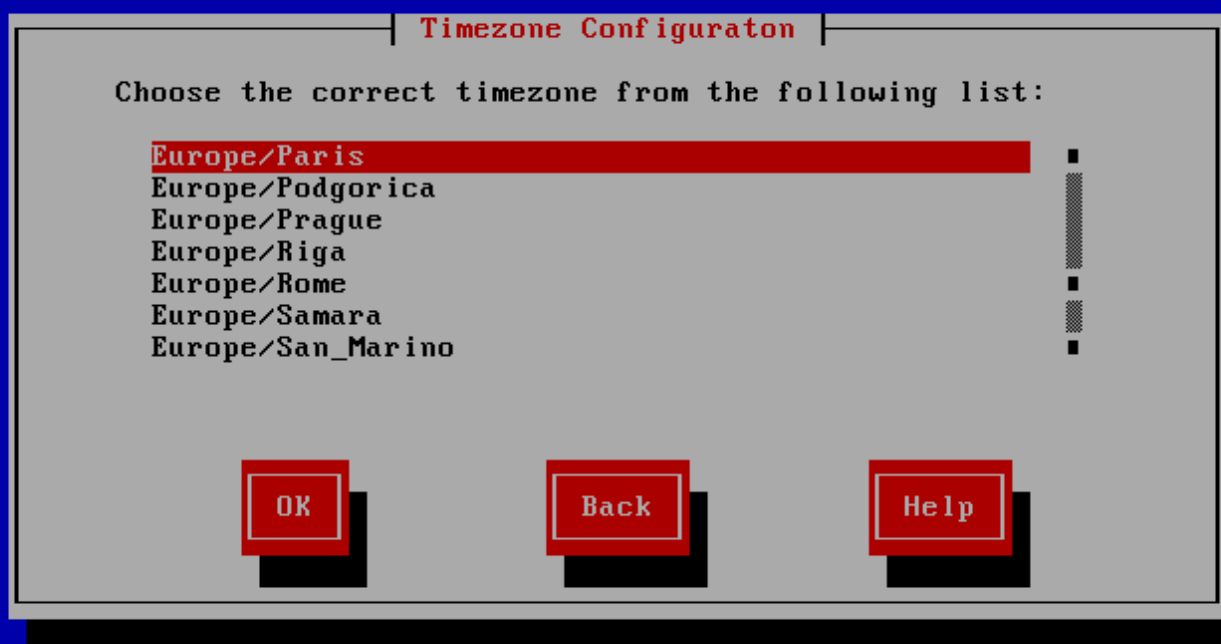 Timezone Configuraton
Choose the correct timezone from the following list:
Europe/Paris
Europe/Podgorica
Europe/Prague
Europe/Riga
Europe/Rome
Europe/Samara
Europe/San_Marino
OK Back Help